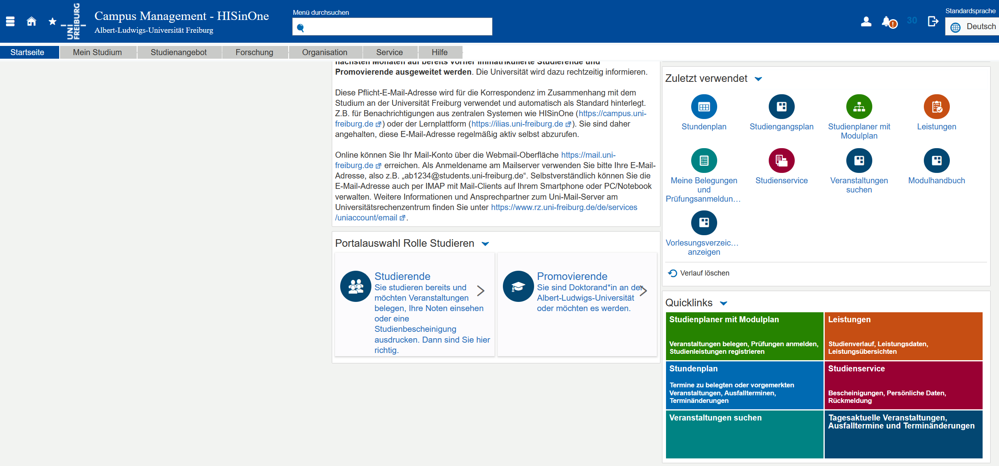 UNI
FREIBURG
Campus Management - HISinOne
Albert-Ludwigs-Universität Freiburg
Menü durchsuchen
30
Standardsprache
Deutsch
Startseite
Mein Studium
Studienangebot
Forschung
Organisation
Service
Hilfe
nächsten Monaten auf bereits vorher immatrikulierte Studierende und
Promovierende ausgeweitet werden. Die Universität wird dazu rechtzeitig informieren.
Diese Pflicht-E-Mail-Adresse wird für die Korrespondenz im Zusammenhang mit dem
Studium an der Universität Freiburg verwendet und automatisch als Standard hinterlegt.
Z.B. für Benachrichtigungen aus zentralen Systemen wie HISinOne (https://campus.uni-
freiburg.de) oder der Lernplattform (https://ilias.uni-freiburg.de). Sie sind daher
angehalten, diese E-Mail-Adresse regelmäßig aktiv selbst abzurufen.
Online können Sie Ihr Mail-Konto über die Webmail-Oberfläche https://mail.uni-
freiburg.de erreichen. Als Anmeldename am Mailserver verwenden Sie bitte Ihre E-Mail-
Adresse, also z.B. „ab1234@students.uni-freiburg.de“. Selbstverständlich können Sie die
E-Mail-Adresse auch per IMAP mit Mail-Clients auf Ihrem Smartphone oder PC/Notebook
verwalten. Weitere Informationen und Ansprechpartner zum Uni-Mail-Server am
Universitätsrechenzentrum finden Sie unter https://www.rz.uni-freiburg.de/de/services
/uniaccount/email.
Portalauswahl Rolle Studieren
Studierende
Sie studieren bereits und
möchten Veranstaltungen
belegen, Ihre Noten einsehen
oder eine
Studienbescheinigung
ausdrucken. Dann sind Sie hier
richtig.
Promovierende
Sie sind Doktorand*in an der
Albert-Ludwigs-Universität
oder möchten es werden.
Zuletzt verwendet
Stundenplan
Studiengangsplan
Studienplaner mit
Modulplan
Leistungen
Meine Belegungen
und
Prüfungsanmeldun…
Studienservice
Veranstaltungen
suchen
Modulhandbuch
Vorlesungsverzeic…
anzeigen
Verlauf löschen
Quicklinks
Studienplaner mit Modulplan
Veranstaltungen belegen, Prüfungen anmelden,
Studienleistungen registrieren
Leistungen
Studienverlauf, Leistungsdaten,
Leistungsübersichten
Stundenplan
Termine zu belegten oder vorgemerkten
Veranstaltungen, Ausfallterminen,
Terminänderungen
Studienservice
Bescheinigungen, Persönliche Daten,
Rückmeldung
Veranstaltungen suchen
Tagesaktuelle Veranstaltungen,
Ausfalltermine und Terminänderungen